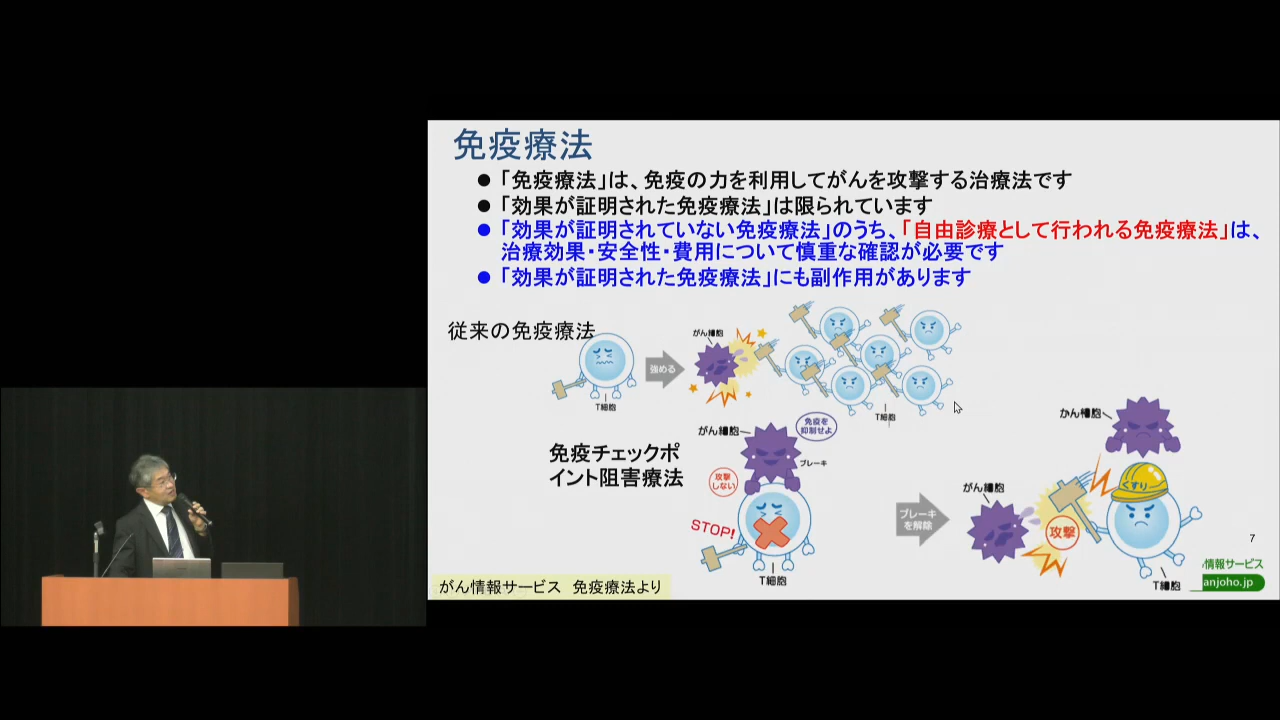 免疫療法
●「免疫療法」は、免疫の力を利用してがんを攻撃する治療法です
●「効果が証明された免疫療法」は限られています
●「効果が証明されていない免疫療法」のうち、「自由診療として行われる免疫療法」は、
治療効果・安全性・費用について慎重な確認が必要です
●「効果が証明された免疫療法」にも副作用があります
従来の免疫療法
がん細胞
強める
T細胞
T細胞
免疫チェックポ
イント阻害療法
がん細胞
免疫を
抑制せよ
ブレーキ
攻撃
しない
STOP!
T細胞
ブレーキ
を解除
がん細胞
攻撃
がん細胞
くすり
T細胞
7
情報サービス
anjoho.jp
がん情報サービス 免疫療法より